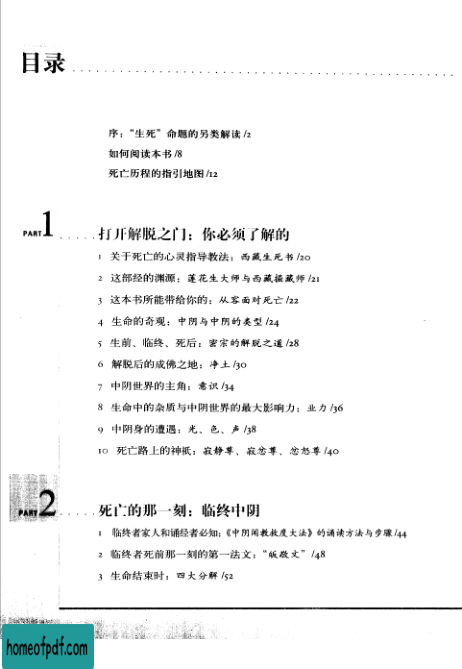 目录
序：“生死”命题的另类解读 /2
如何阅读本书 /8
死亡历程的指引地图 /12
PART 1 打开解脱之门：你必须了解的
1 关于死亡的心灵指导教法：西藏生死书 /20
2 这部经的渊源：莲花生大师与西藏掘藏师 /21
3 这本书所能带给你的：从容面对死亡 /22
4 生命的奇观：中阴与中阴的类型 /24
5 生前、临终、死后：密宗的解脱之道 /28
6 解脱后的成佛之地：净土 /30
7 中阴世界的主角：意识 /34
8 生命中的杂质与中阴世界的最大影响力：业力 /36
9 中阴身的遭遇：光、色、声 /38
10 死亡路上的神祇：寂静尊、寂忿尊、忿怒尊 /40
PART 2 死亡的那一刻：临终中阴
1 临终者家人和诵经者必知：《中阴闻教救度大法》的诵读方法与步骤 /44
2 临终者死前那一刻的第一法文：“皈敬文” /48
3 生命结束时：四大分解 /52
homeofpdf.com